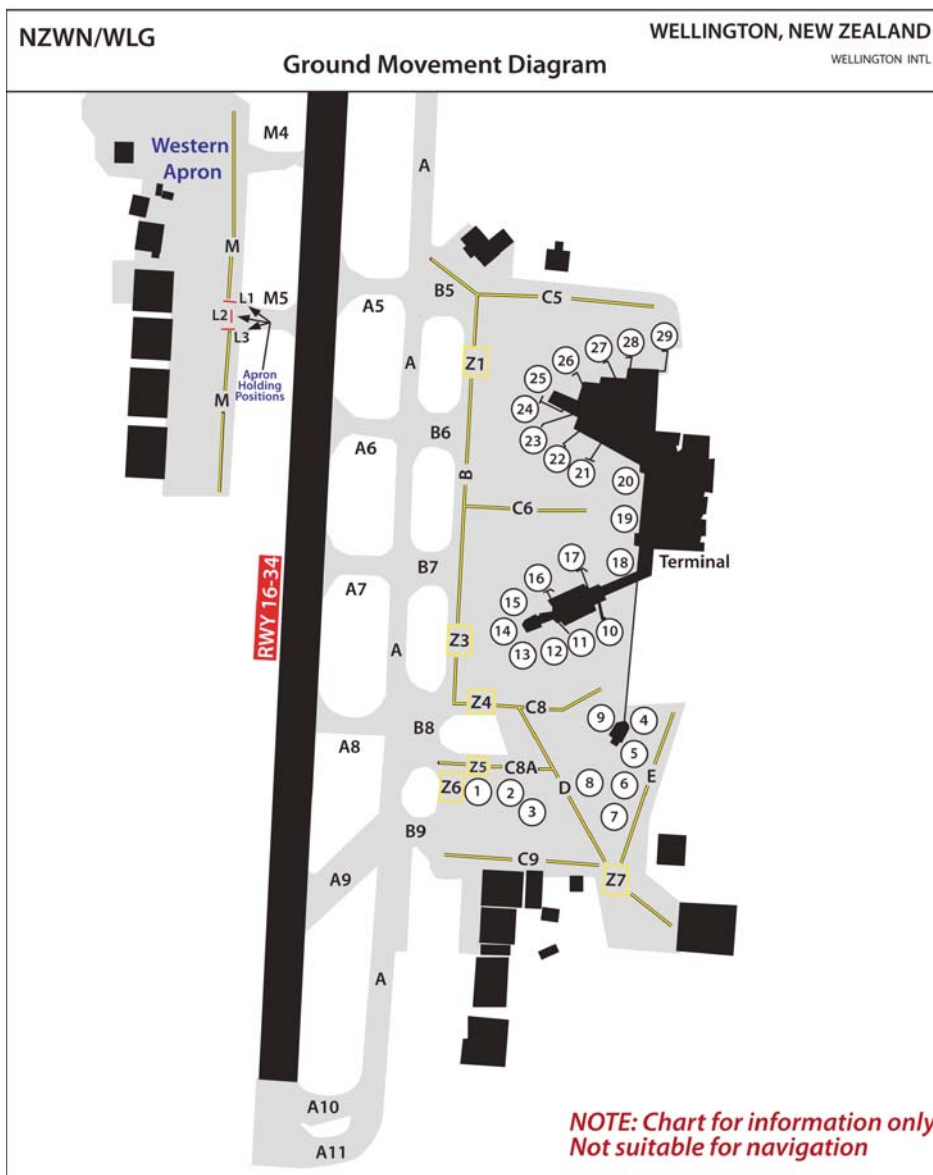 NZWN/WLG
WELLINGTON, NEW ZEALAND
WELLINGTON INTL
Ground Movement Diagram
M4
Western
Apron
A
M
L1
M5
L2
L3
Apron
Holding
Positions
M
A5
B5
C5
Z1
A
29
28
27
26
25
24
23
22
21
20
19
18
B6
A6
B
C6
Terminal
B7
A7
RWY 16-34
17
16
15
14
13
12
11
10
Z3
A
Z4
C8
B8
A8
9
4
5
Z5
C8A
Z6
1
2
3
D
8
6
E
7
B9
C9
A9
Z7
A
A10
A11
NOTE: Chart for information only
Not suitable for navigation